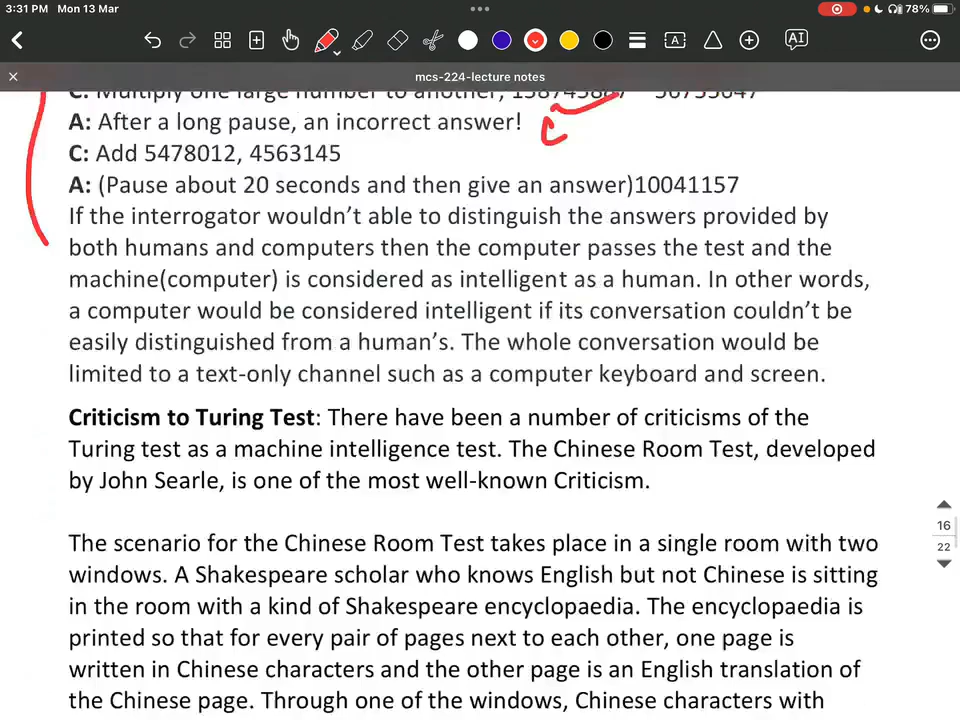 3:31 PM Mon 13 Mar
78%
A
AI
mcs-224-lecture notes
C: Multiply one large number to another,
A: After a long pause, an incorrect answer!
C: Add 5478012, 4563145
A: (Pause about 20 seconds and then give an answer)10041157
If the interrogator wouldn't able to distinguish the answers provided by
both humans and computers then the computer passes the test and the
machine(computer) is considered as intelligent as a human. In other words,
a computer would be considered intelligent if its conversation couldn't be
easily distinguished from a human's. The whole conversation would be
limited to a text-only channel such as a computer keyboard and screen.
Criticism to Turing Test: There have been a number of criticisms of the
Turing test as a machine intelligence test. The Chinese Room Test, developed
by John Searle, is one of the most well-known Criticism.
The scenario for the Chinese Room Test takes place in a single room with two
windows. A Shakespeare scholar who knows English but not Chinese is sitting
in the room with a kind of Shakespeare encyclopaedia. The encyclopaedia is
printed so that for every pair of pages next to each other, one page is
written in Chinese characters and the other page is an English translation of
the Chinese page. Through one of the windows, Chinese characters with
16
22